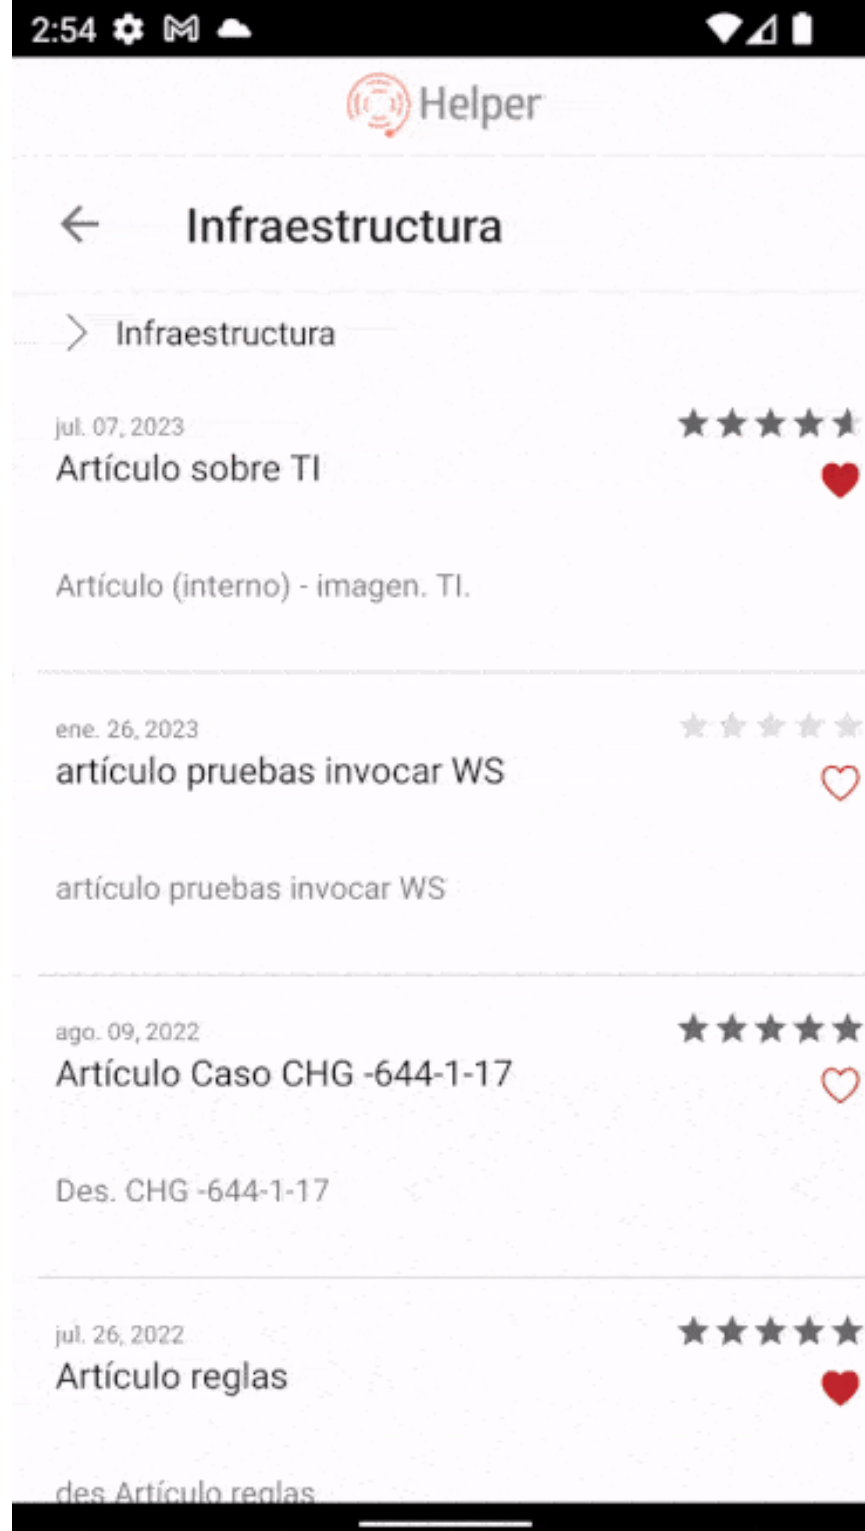 2:54
Helper
Infraestructura
Infraestructura
jul. 07, 2023
Artículo sobre TI
Artículo (interno) - imagen. TI.
ene. 26, 2023
artículo pruebas invocar WS
artículo pruebas invocar WS
ago. 09, 2022
Artículo Caso CHG -644-1-17
Des. CHG -644-1-17
jul. 26, 2022
Artículo reglas
des Artículo reglas